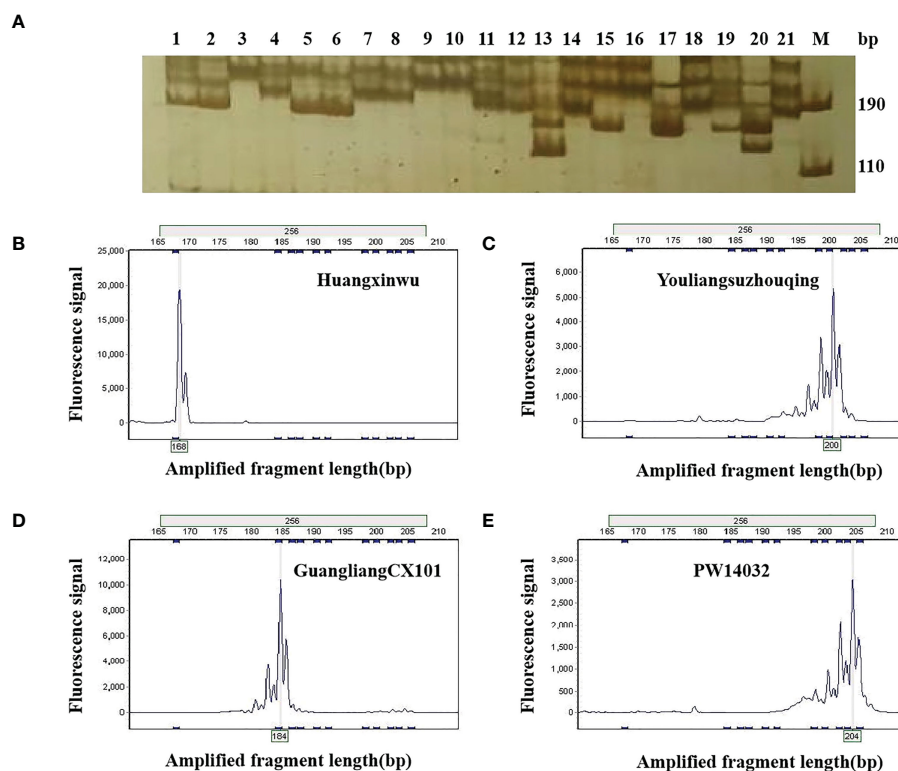 A
1 2 3 4 5 6 7 8 9 10 11 12 13 14 15 16 17 18 19 20 21 M bp
190
110
B
256
165 170 175 185 190 195 200 205 210
25,000
20,000
15,000
10,000
5,000
0
Fluorescence signal
Huangxinwu
168
Amplified fragment length(bp)
C
256
165 170 175 179 185 190 195 200 205 210
6,000
5,000
4,000
3,000
2,000
1,000
0
Fluorescence signal
Youliangsuzhouqing
200
Amplified fragment length(bp)
D
256
165 170 175 179 185 190 195 200 205 210
12,000
10,000
8,000
6,000
4,000
2,000
0
Fluorescence signal
GuangliangCX101
184
Amplified fragment length(bp)
E
256
165 170 175 179 185 190 195 200 205 210
3,500
3,000
2,500
2,000
1,500
1,000
500
0
Fluorescence signal
PW14032
204
Amplified fragment length(bp)